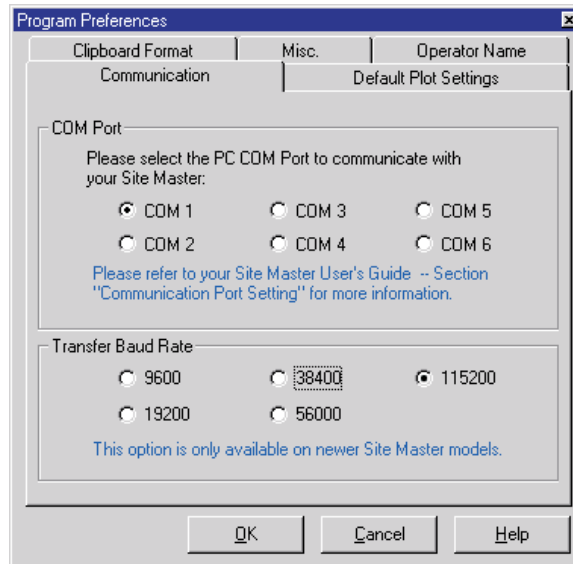 Program Preferences
Clipboard Format Misc. Operator Name
Communication Default Plot Settings
COM Port
Please select the PC COM Port to communicate with
your Site Master:
COM 1 COM 3 COM 5
COM 2 COM 4 COM 6
Please refer to your Site Master User's Guide -- Section
"Communication Port Setting" for more information.
Transfer Baud Rate
9600 38400 115200
19200 56000
This option is only available on newer Site Master models.
OK Cancel Help